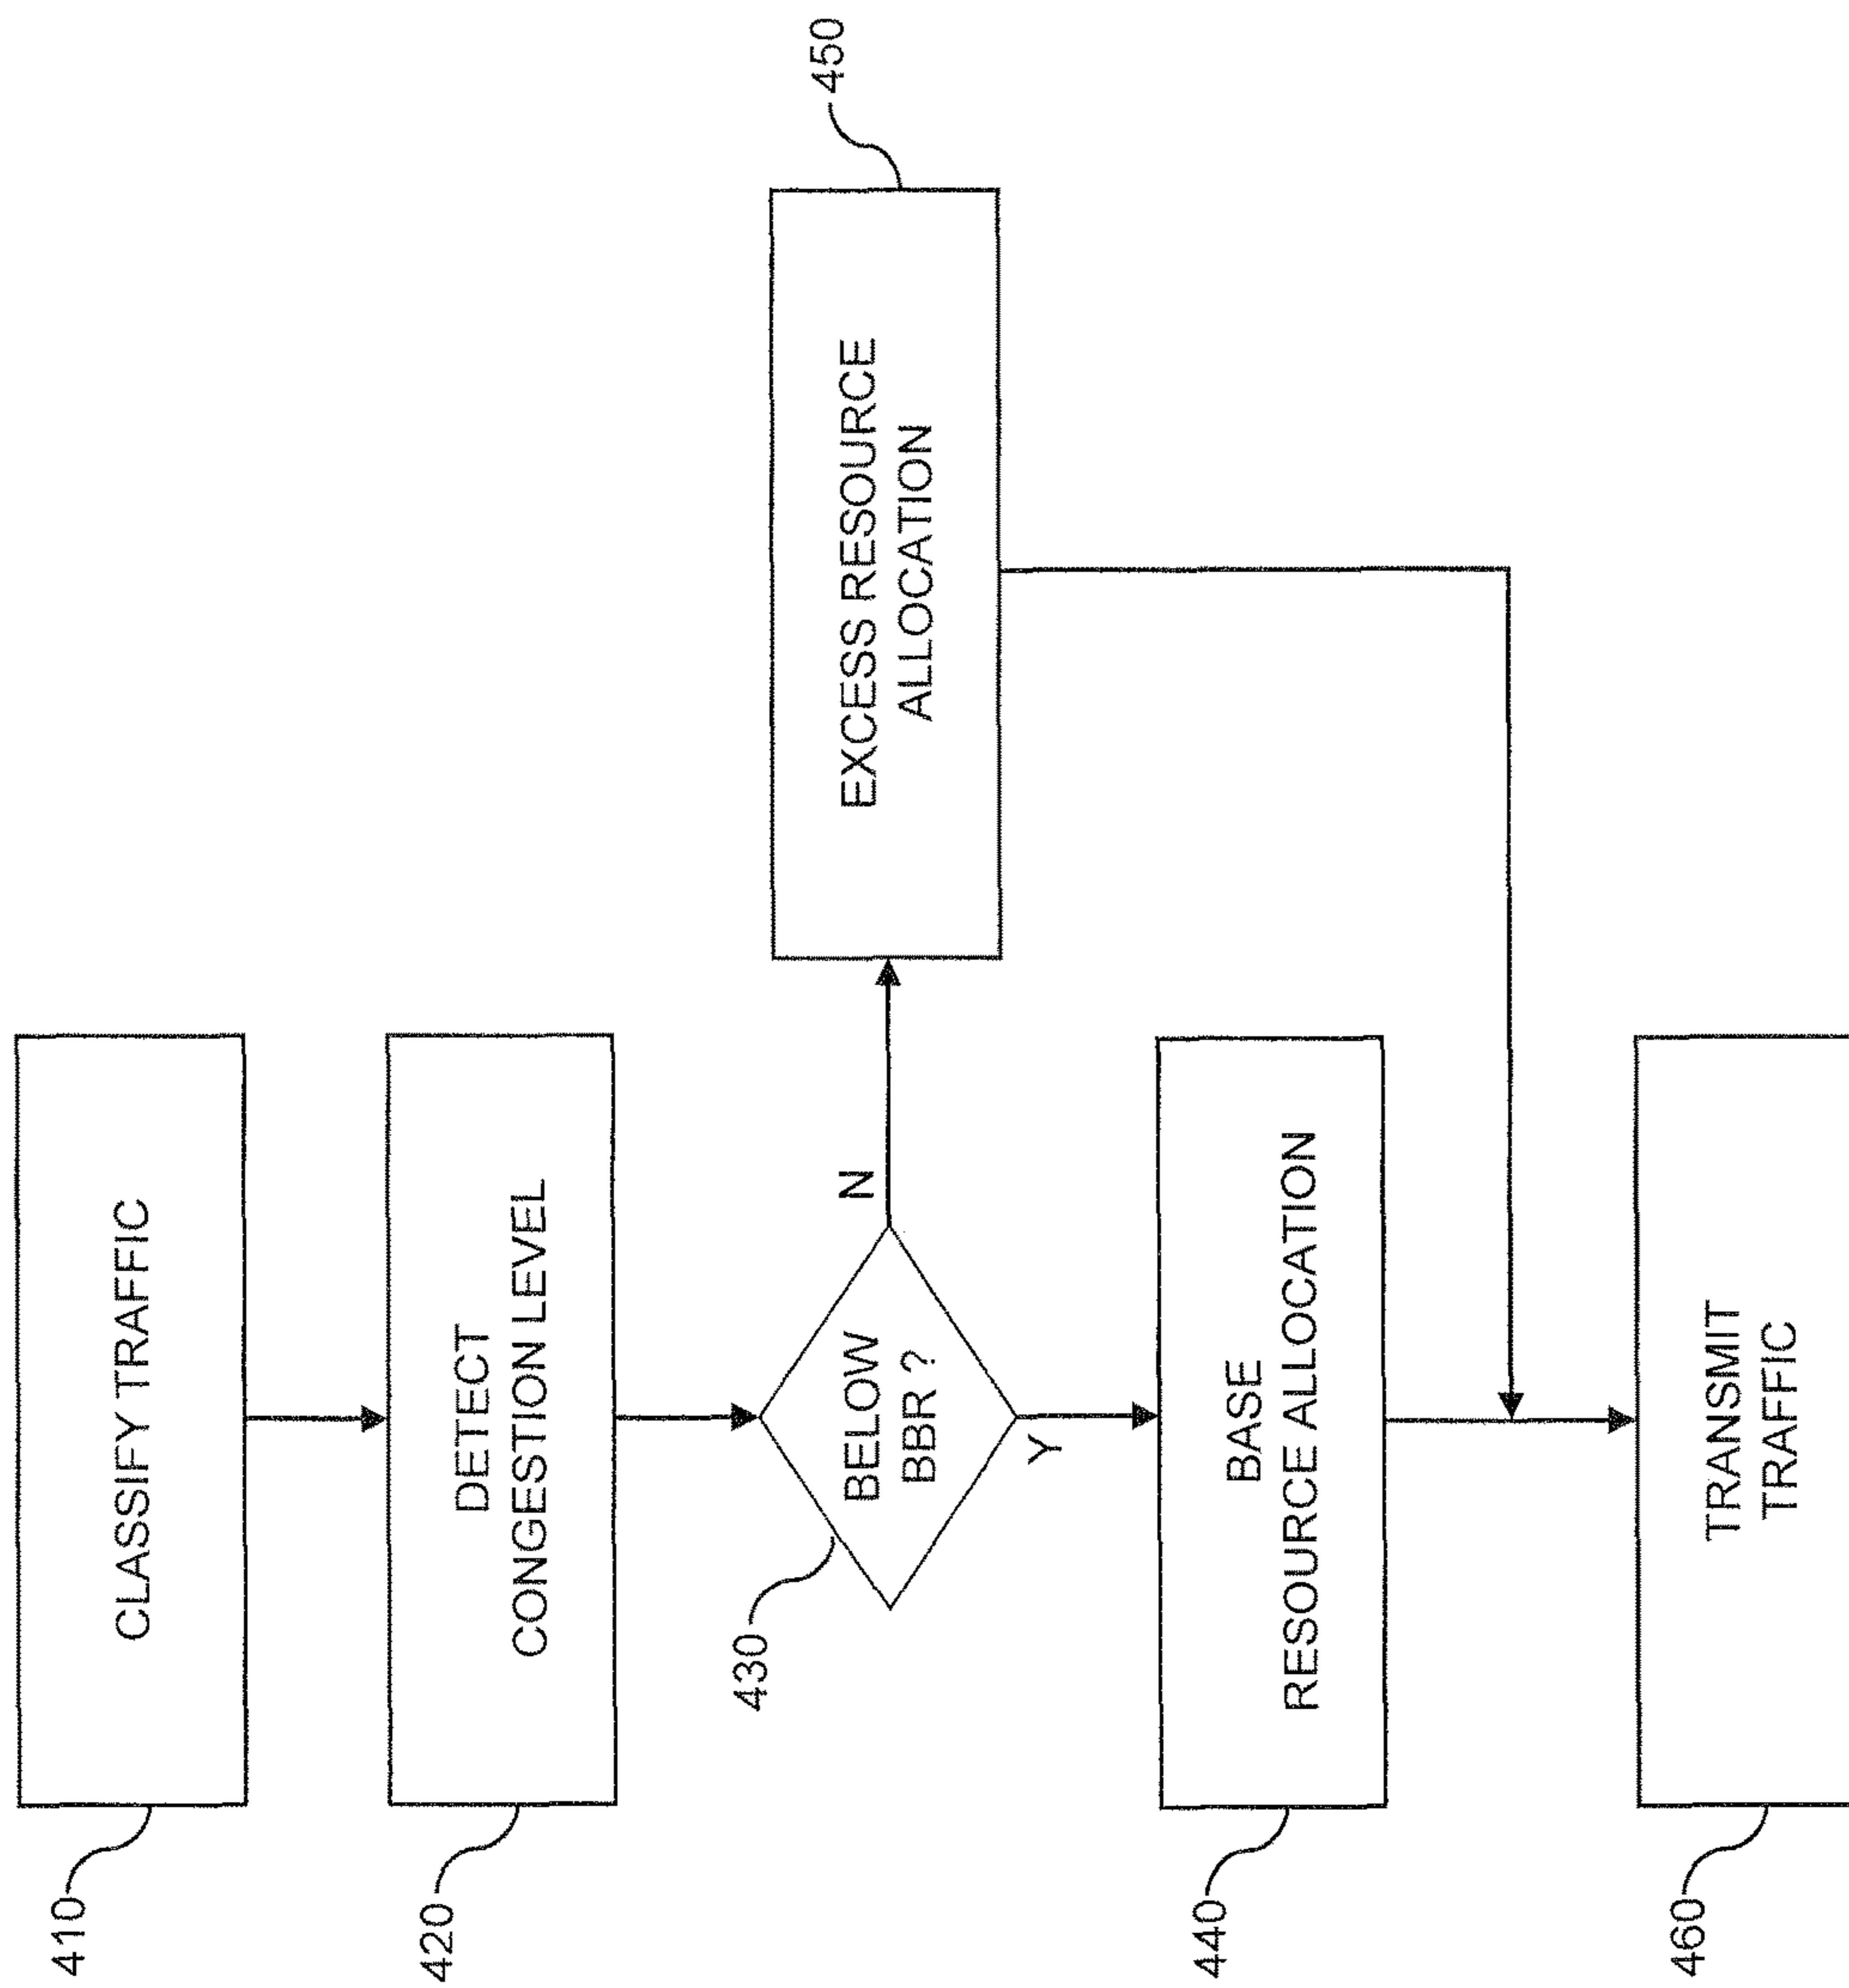 410
CLASSIFY TRAFFIC
420
DETECT
CONGESTION LEVEL
430
BELOW
BBR ?
N
Y
450
EXCESS RESOURCE
ALLOCATION
440
BASE
RESOURCE ALLOCATION
460
TRANSMIT
TRAFFIC